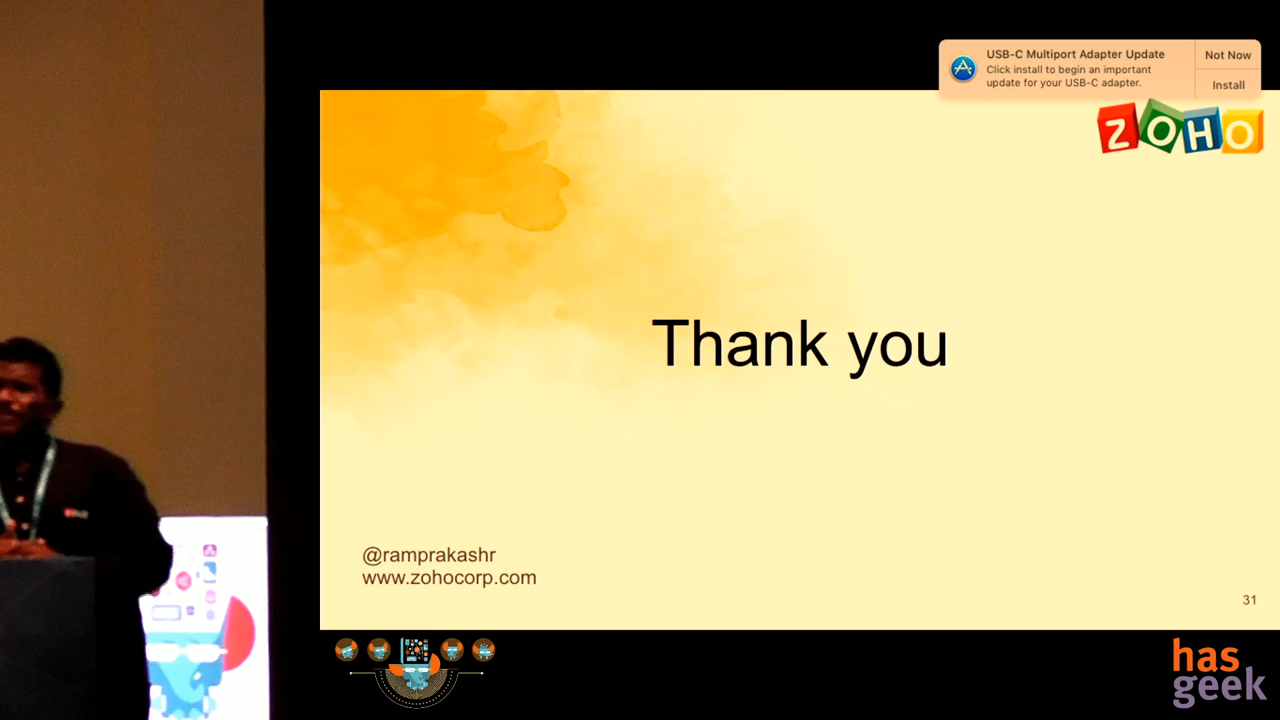 USB-C Multiport Adapter Update
Click install to begin an important
update for your USB-C adapter.
Not Now
Install
ZOHO
Thank you
@ramprakashr
www.zohocorp.com
31
has
geek